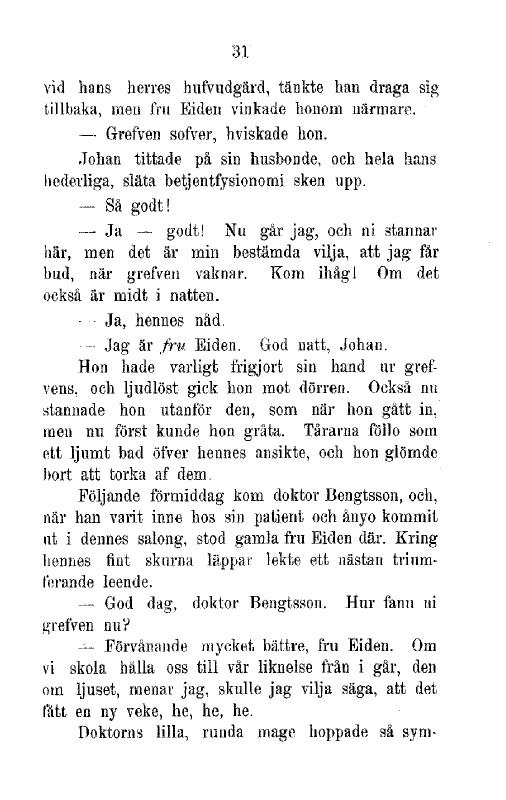 31
vid hans herres hufvudgärd, tänkte han draga sig
tillbaka, men fru Eiden vinkade honom närmare.
— Grefven sofver, hviskade hon.
Johan tittade på sin husbonde, och hela hans
hederliga, släta betjentfysionomi sken upp.
— Så godt!
— Ja — godt! Nu går jag, och ni stannar
här, men det är min bestämda vilja, att jag får
bud, när grefven vaknar. Kom ihåg! Om det
också är midt i natten.
— Ja, hennes nåd.
— Jag är fru Eiden. God natt, Johan.
Hon hade varligt frigjort sin hand ur gref-
vens, och ljudlöst gick hon mot dörren. Också nu
stannade hon utanför den, som när hon gått in,
men nu först kunde hon gråta. Tårarna föllo som
ett ljumt bad öfver hennes ansikte, och hon glömde
bort att torka af dem.
Följande förmiddag kom doktor Bengtsson, och,
när han varit inne hos sin patient och ånyo kommit
ut i dennes salong, stod gamla fru Eiden där. Kring
hennes fint skurna läppar lekte ett nästan trium-
ferande leende.
— God dag, doktor Bengtsson. Hur fann ni
grefven nu?
— Förvånande mycket bättre, fru Eiden. Om
vi skola hålla oss till vår liknelse från i går, den
om ljuset, menar jag, skulle jag vilja säga, att det
fått en ny veke, he, he, he.
Doktorns lilla, runda mage hoppade så sym-